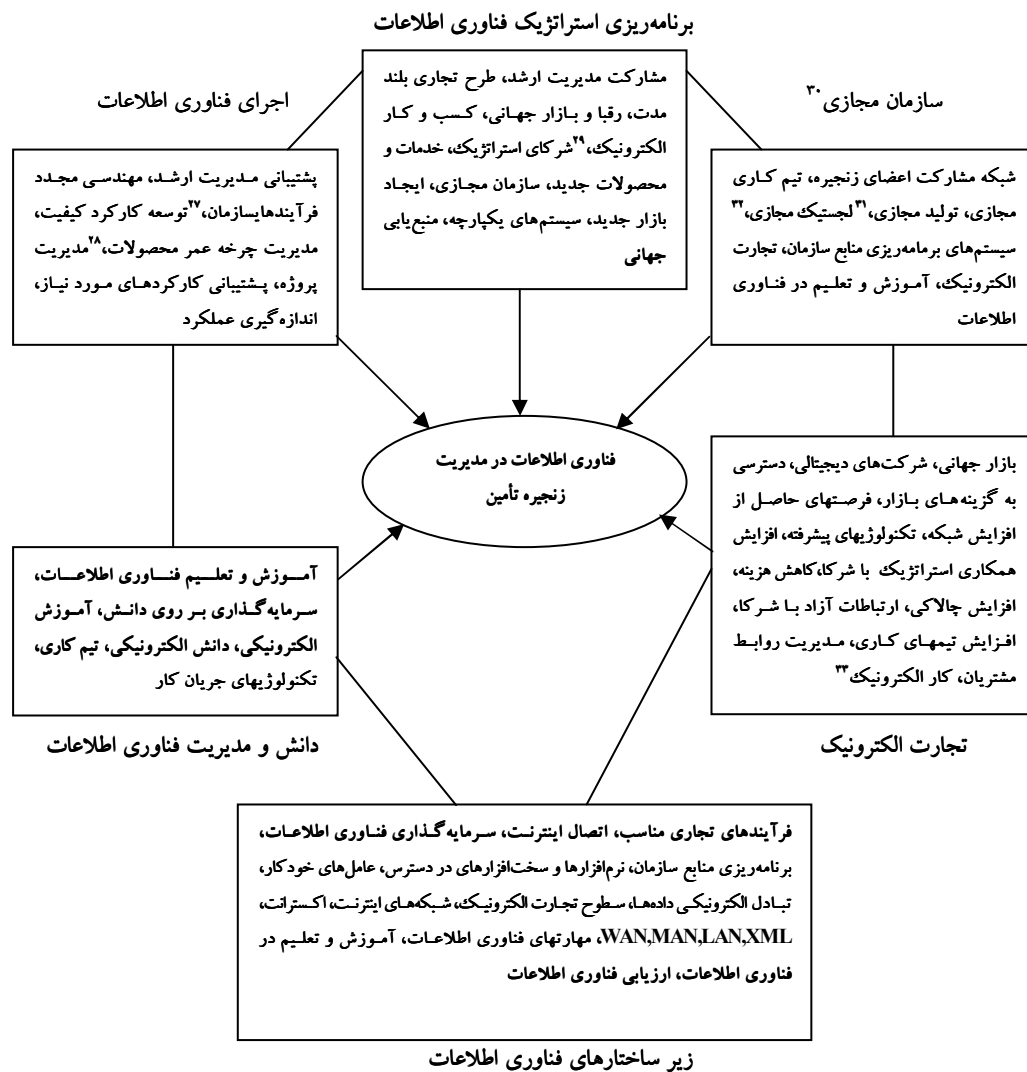 برنامه‌ریزی استراتژیک فناوری اطلاعات
سازمان مجازی۳۰
اجرای فناوری اطلاعات
مشارکت مدیریت ارشد، طرح تجاری بلند
مدت، رقبا و بازار جهانی، کسب و کار
الکترونیک،۲۹شرکای استراتژیک، خدمات و
محصولات جدید، سازمان مجازی، ایجاد
بازار جدید، سیستم‌های یکپارچه، منبع‌یابی
جهانی
شبکه مشارکت اعضای زنجیره، تیم کاری
مجازی، تولید مجازی،۳۱لجستیک مجازی،۳۲
سیستم‌های برمامه‌ریزی منابع سازمان، تجارت
الکترونیک، آموزش و تعلیم در فناوری
اطلاعات
پشتیبانی مدیریت ارشد، مهندسی مجدد
فرآیندهایسازمان،۲۷توسعه کارکرد کیفیت،
مدیریت چرخه عمر محصولات،۲۸مدیریت
پروژه، پشتیبانی کارکردهای مورد نیاز،
اندازه‌گیری عملکرد
فناوری اطلاعات در مدیریت
زنجیره تأمین
بازار جهانی، شرکت‌های دیجیتالی، دسترسی
به گزینه‌های بازار، فرصتهای حاصل از
افزایش شبکه، تکنولوژیهای پیشرفته، افزایش
همکاری استراتژیک با شرکا،کاهش هزینه،
افزایش چالاکی، ارتباطات آزاد با شرکا،
افزایش تیمهای کاری، مدیریت روابط
مشتریان، کار الکترونیک۳۳
تجارت الکترونیک
آموزش و تعلیم فناوری اطلاعات،
سرمایه‌گذاری بر روی دانش، آموزش
الکترونیکی، دانش الکترونیکی، تیم کاری،
تکنولوژیهای جریان کار
دانش و مدیریت فناوری اطلاعات
فرآیندهای تجاری مناسب، اتصال اینترنت، سرمایه‌گذاری فناوری اطلاعات،
برنامه‌ریزی منابع سازمان، نرم‌افزارها و سخت‌افزارهای در دسترس، عامل‌های خودکار،
تبادل الکترونیکی داده‌ها، سطوح تجارت الکترونیک، شبکه‌های اینترنت، اکسترانت،
WAN,MAN,LAN,XML، مهارتهای فناوری اطلاعات، آموزش و تعلیم در
فناوری اطلاعات، ارزیابی فناوری اطلاعات
زیر ساختارهای فناوری اطلاعات